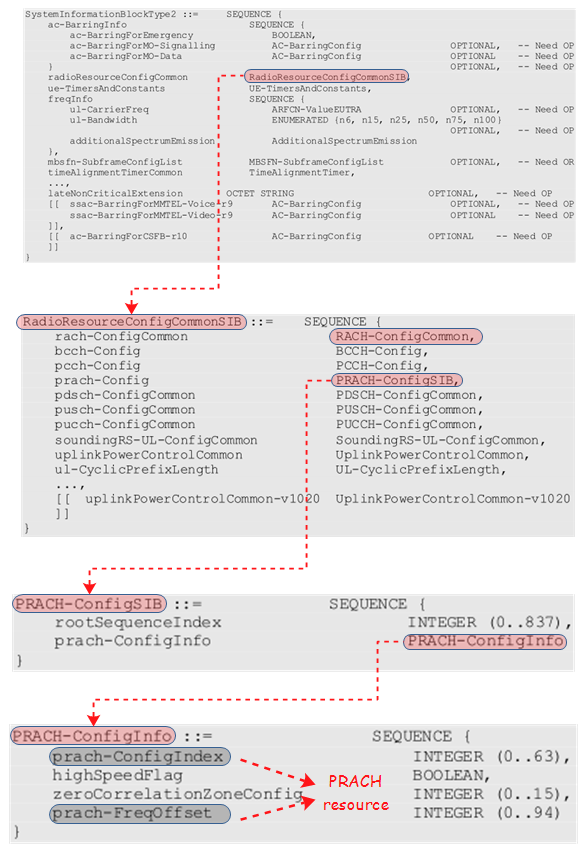 SystemInformationBlockType2 ::= SEQUENCE {
ac-BarringInfo SEQUENCE {
ac-BarringForEmergency BOOLEAN,
ac-BarringForMO-Signalling AC-BarringConfig OPTIONAL, -- Need OP
ac-BarringForMO-Data AC-BarringConfig OPTIONAL -- Need OP
} OPTIONAL, -- Need OP
radioResourceConfigCommon RadioResourceConfigCommonSIB,
ue-TimersAndConstants UE-TimersAndConstants,
freqInfo SEQUENCE {
ul-CarrierFreq ARFCN-ValueEUTRA OPTIONAL, -- Need OP
ul-Bandwidth ENUMERATED {n6, n15, n25, n50, n75, n100}
OPTIONAL, -- Need OP
additionalSpectrumEmission AdditionalSpectrumEmission
},
mbsfn-SubframeConfigList MBSFN-SubframeConfigList OPTIONAL, -- Need OR
timeAlignmentTimerCommon TimeAlignmentTimer,
...,
lateNonCriticalExtension OCTET STRING OPTIONAL, -- Need OP
[[ ssac-BarringForMMTEL-Voice-r9 AC-BarringConfig OPTIONAL, -- Need OP
ssac-BarringForMMTEL-Video-r9 AC-BarringConfig OPTIONAL -- Need OP
]],
[[ ac-BarringForCSFB-r10 AC-BarringConfig OPTIONAL -- Need OP
]]
}
RadioResourceConfigCommonSIB ::= SEQUENCE {
rach-ConfigCommon RACH-ConfigCommon,
bcch-Config BCCH-Config,
pcch-Config PCCH-Config,
prach-Config PRACH-ConfigSIB,
pdsch-ConfigCommon PDSCH-ConfigCommon,
pusch-ConfigCommon PUSCH-ConfigCommon,
pucch-ConfigCommon PUCCH-ConfigCommon,
soundingRS-UL-ConfigCommon SoundingRS-UL-ConfigCommon,
uplinkPowerControlCommon UplinkPowerControlCommon,
ul-CyclicPrefixLength UL-CyclicPrefixLength,
...,
[[ uplinkPowerControlCommon-v1020 UplinkPowerControlCommon-v1020
]]
}
PRACH-ConfigSIB ::= SEQUENCE {
rootSequenceIndex INTEGER (0..837),
prach-ConfigInfo PRACH-ConfigInfo
}
PRACH-ConfigInfo ::= SEQUENCE {
prach-ConfigIndex INTEGER (0..63),
highSpeedFlag BOOLEAN,
zeroCorrelationZoneConfig INTEGER (0..15),
prach-FreqOffset INTEGER (0..94)
}
PRACH
resource